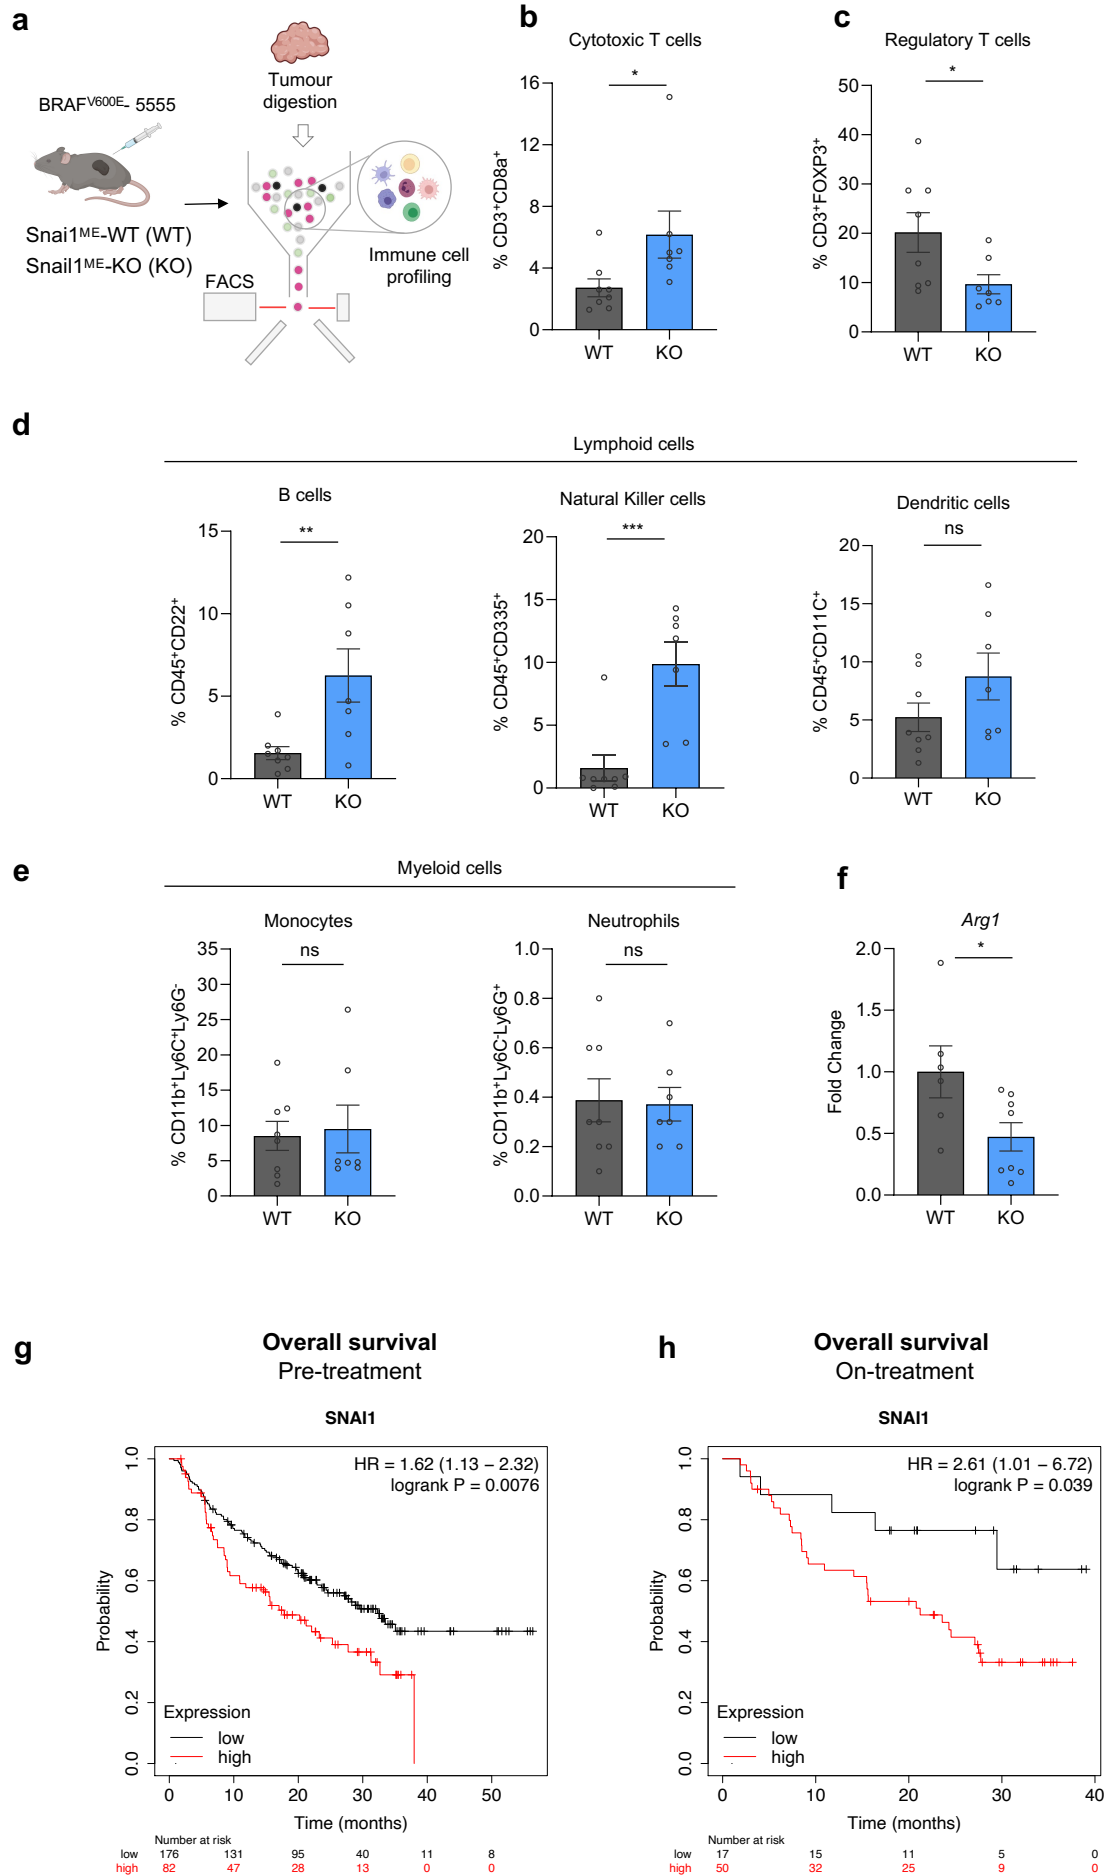 a
BRAFV600E- 5555
Snai1ME-WT (WT)
Snail1ME-KO (KO)
Tumour
digestion
FACS
Immune cell
profiling
b
Cytotoxic T cells
*
% CD3+CD8a+
16
12
8
4
0
WT KO
c
Regulatory T cells
*
% CD3+FOXP3+
50
40
30
20
10
0
WT KO
d
Lymphoid cells
B cells
**
% CD45+CD22+
15
10
5
0
WT KO
Natural Killer cells
***
% CD45+CD335+
20
15
10
5
0
WT KO
Dendritic cells
ns
% CD45+CD11C+
20
15
10
5
0
WT KO
e
Myeloid cells
Monocytes
ns
% CD11b+Ly6C+Ly6G-
35
30
25
20
15
10
5
0
WT KO
Neutrophils
ns
% CD11b+Ly6C-Ly6G+
1.0
0.8
0.6
0.4
0.2
0.0
WT KO
f
Arg1
*
Fold Change
2.0
1.5
1.0
0.5
0.0
WT KO
g
Overall survival
Pre-treatment
SNAI1
HR = 1.62 (1.13 − 2.32)
logrank P = 0.0076
Probability
1.0
0.8
0.6
0.4
0.2
0.0
Expression
low
high
0 10 20 30 40 50
Time (months)
Number at risk
low 176 131 95 40 11 8
high 82 47 28 13 0 0
h
Overall survival
On-treatment
SNAI1
HR = 2.61 (1.01 − 6.72)
logrank P = 0.039
Probability
1.0
0.8
0.6
0.4
0.2
0.0
Expression
low
high
0 10 20 30 40
Time (months)
Number at risk
low 17 15 11 5 0
high 50 32 25 9 0